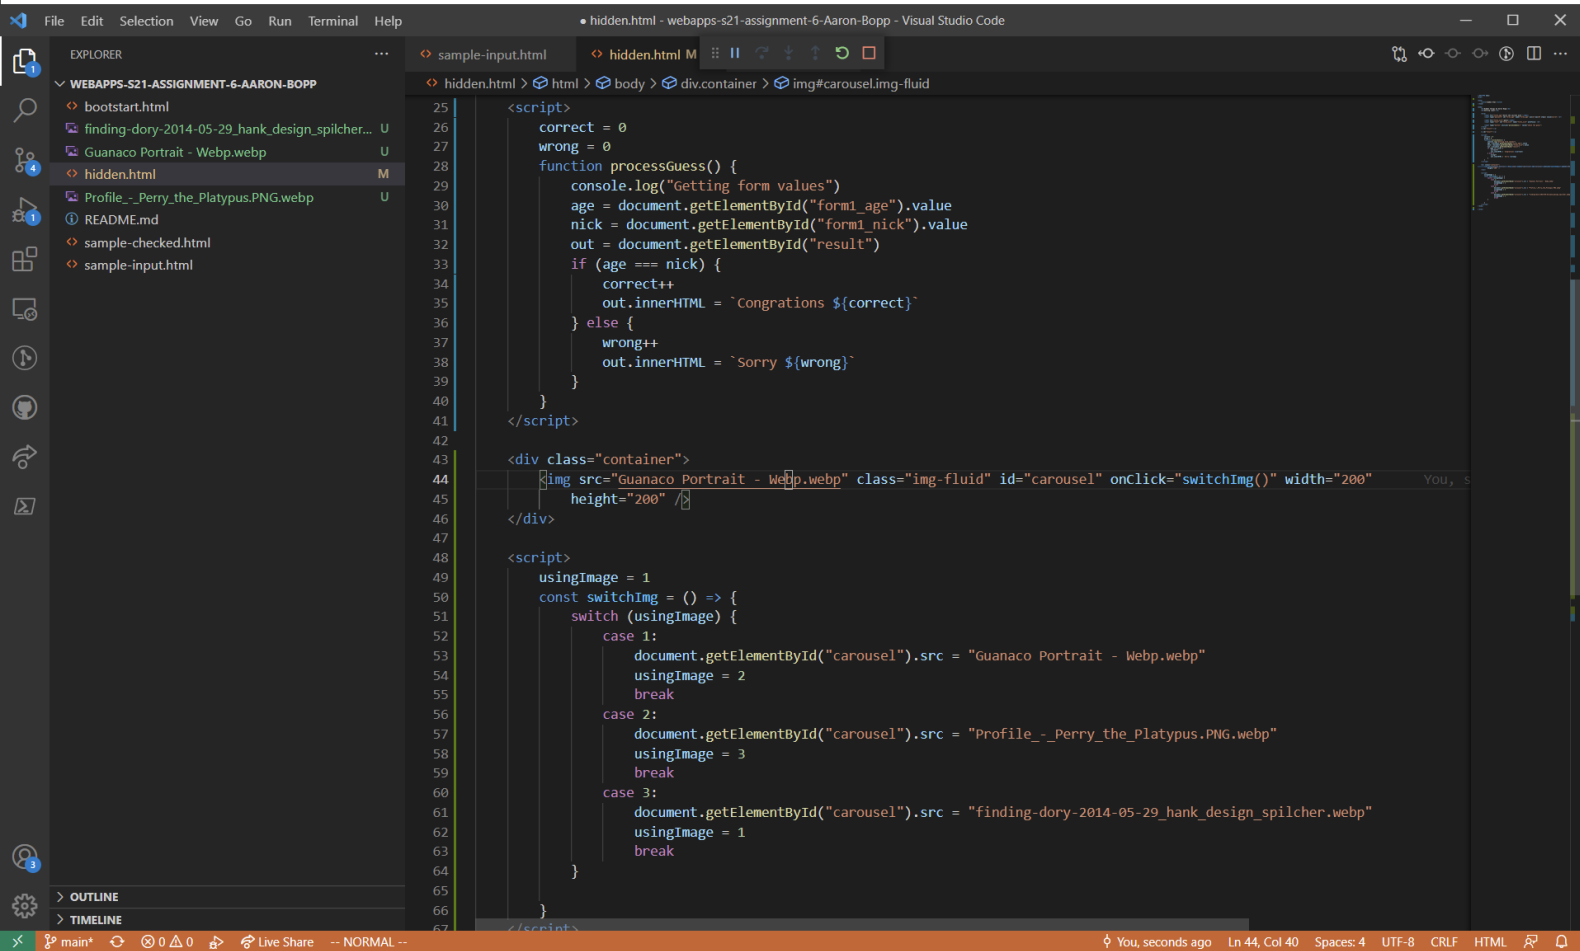 File Edit Selection View Go Run Terminal Help
● hidden.html - webapps-s21-assignment-6-Aaron-Bopp - Visual Studio Code
EXPLORER
WEBAPPS-S21-ASSIGNMENT-6-AARON-BOPP
bootstart.html
finding-dory-2014-05-29_hank_design_spilcher... U
Guanaco Portrait - Webp.webp U
hidden.html M
Profile_-_Perry_the_Platypus.PNG.webp U
README.md
sample-checked.html
sample-input.html
OUTLINE
TIMELINE
1
4
1
3
sample-input.html
hidden.html M
hidden.html > html > body > div.container > img#carousel.img-fluid
25 <script>
26 correct = 0
27 wrong = 0
28 function processGuess() {
29 console.log("Getting form values")
30 age = document.getElementById("form1_age").value
31 nick = document.getElementById("form1_nick").value
32 out = document.getElementById("result")
33 if (age === nick) {
34 correct++
35 out.innerHTML = `Congrations ${correct}`
36 } else {
37 wrong++
38 out.innerHTML = `Sorry ${wrong}`
39 }
40 }
41 </script>
42
43 <div class="container">
44 <img src="Guanaco Portrait - Webp.webp" class="img-fluid" id="carousel" onClick="switchImg()" width="200" You, s
45 height="200" />
46 </div>
47
48 <script>
49 usingImage = 1
50 const switchImg = () => {
51 switch (usingImage) {
52 case 1:
53 document.getElementById("carousel").src = "Guanaco Portrait - Webp.webp"
54 usingImage = 2
55 break
56 case 2:
57 document.getElementById("carousel").src = "Profile_-_Perry_the_Platypus.PNG.webp"
58 usingImage = 3
59 break
60 case 3:
61 document.getElementById("carousel").src = "finding-dory-2014-05-29_hank_design_spilcher.webp"
62 usingImage = 1
63 break
64 }
65
66 }
67 </script>
main* 0 0 Live Share -- NORMAL -- You, seconds ago Ln 44, Col 40 Spaces: 4 UTF-8 CRLF HTML